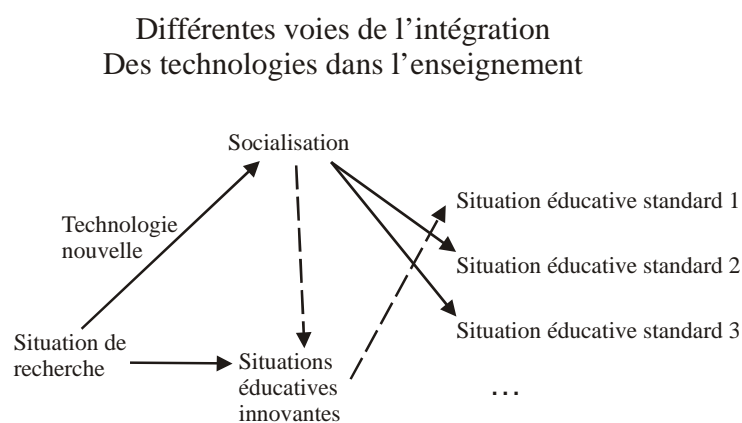 Différentes voies de l’intégration
Des technologies dans l’enseignement
Socialisation
Technologie
nouvelle
Situation de
recherche
Situations
éducatives
innovantes
Situation éducative standard 1
Situation éducative standard 2
Situation éducative standard 3
...